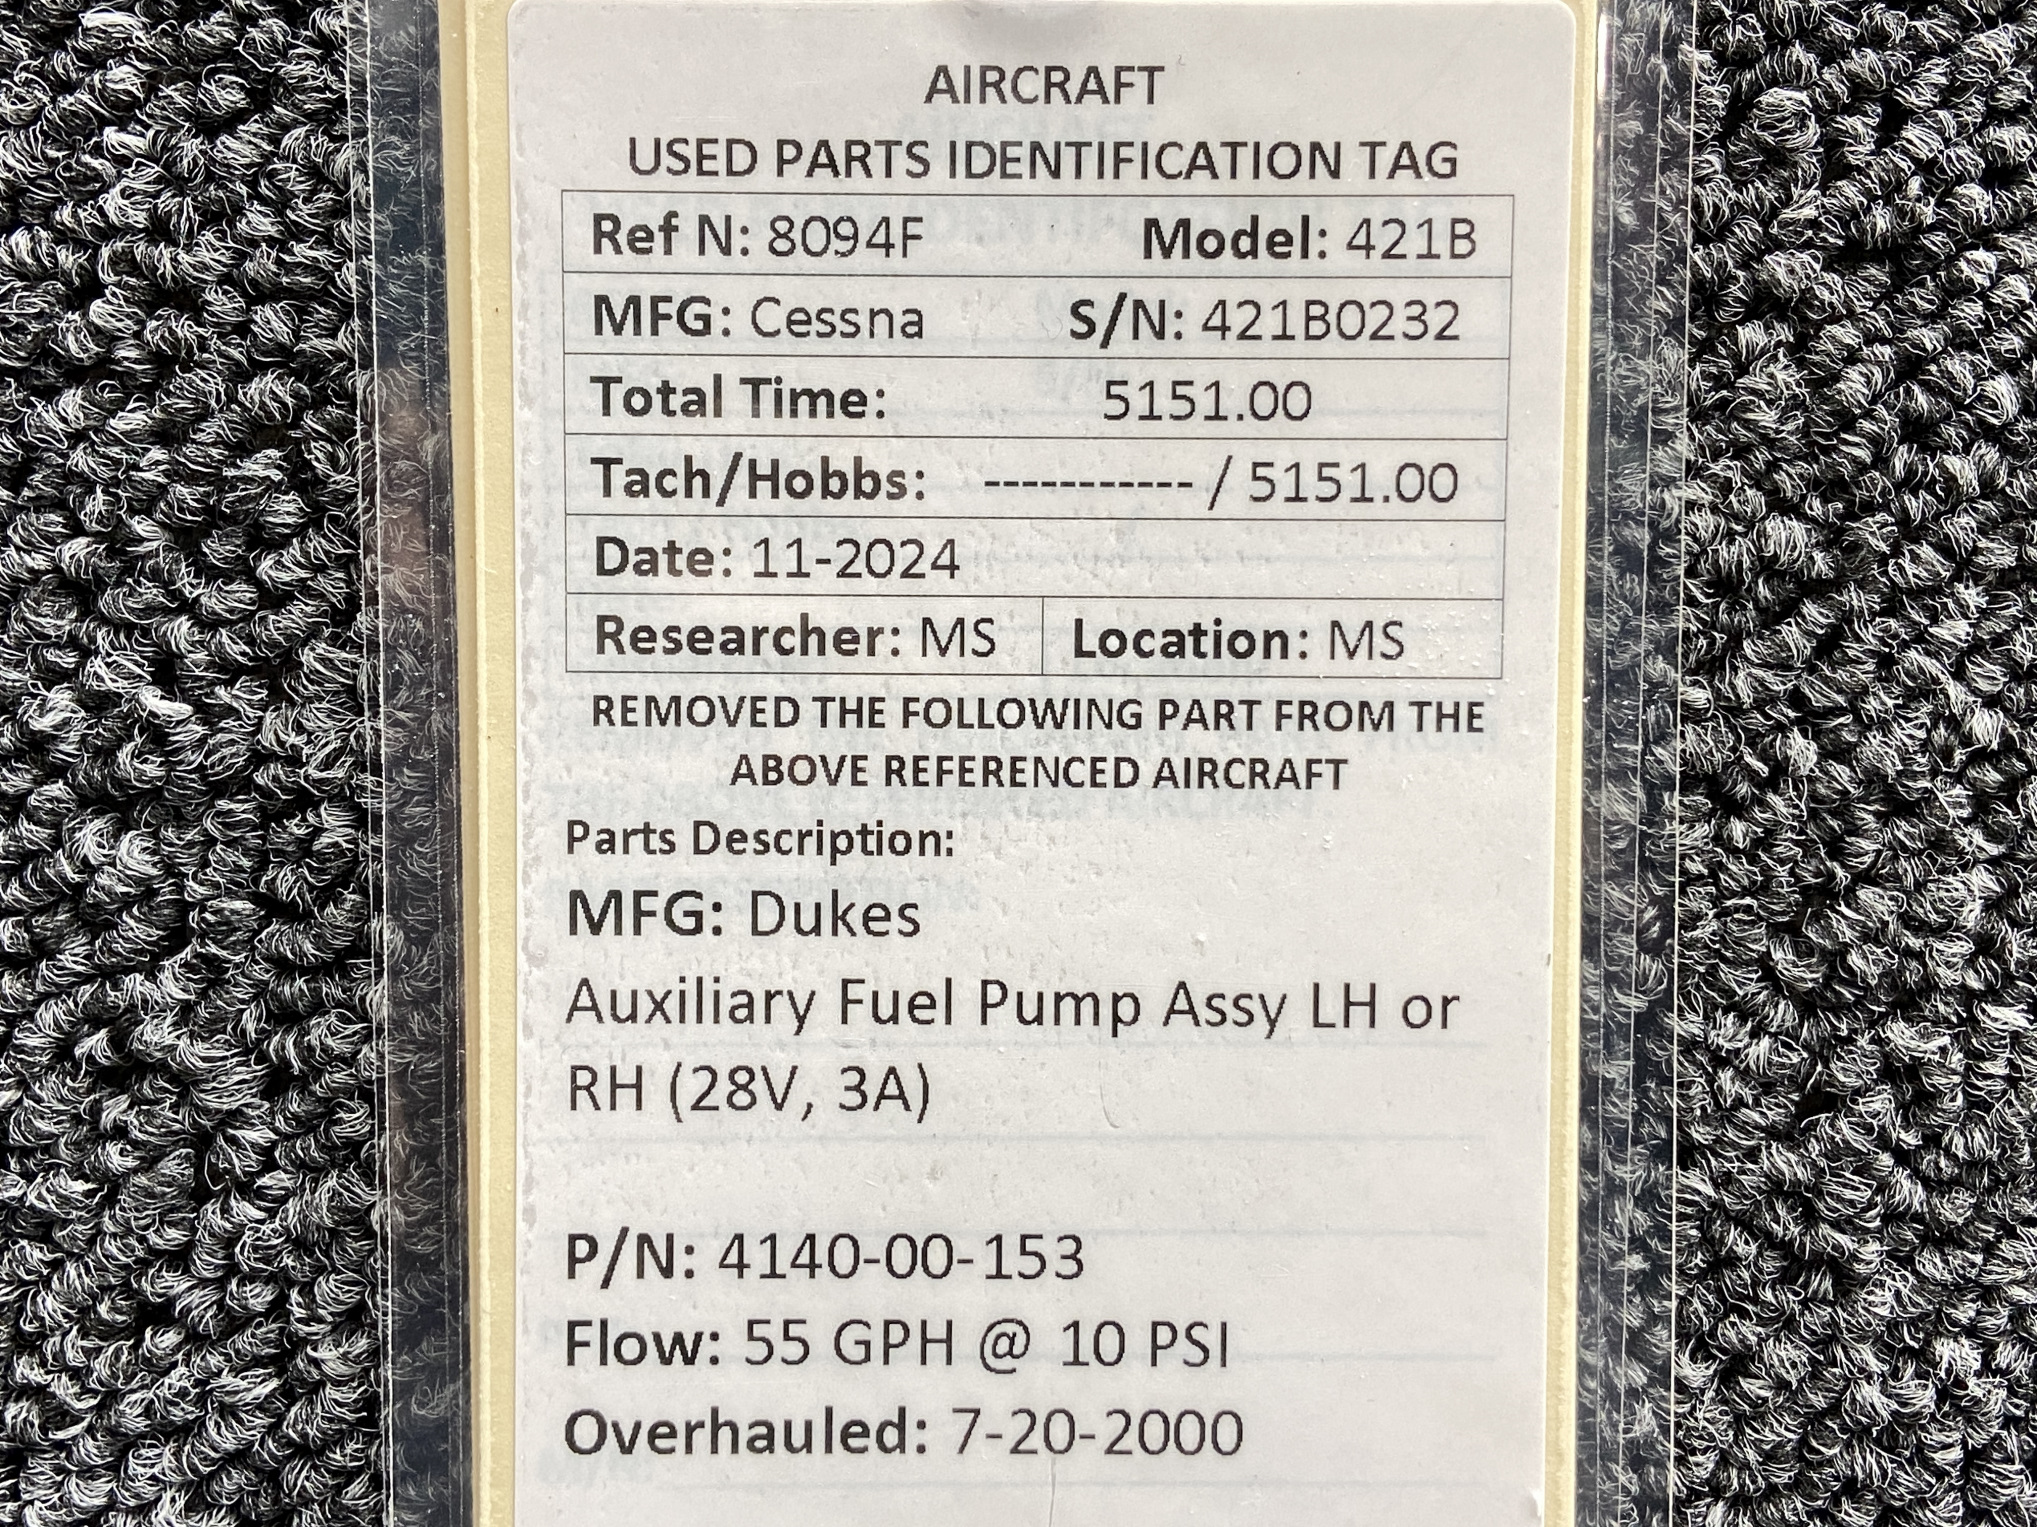 AIRCRAFT
USED PARTS IDENTIFICATION TAG
Ref N: 8094F Model: 421B
MFG: Cessna S/N: 421B0232
Total Time: 5151.00
Tach/Hobbs: ----------- / 5151.00
Date: 11-2024
Researcher: MS Location: MS
REMOVED THE FOLLOWING PART FROM THE
ABOVE REFERENCED AIRCRAFT
Parts Description:
MFG: Dukes
Auxiliary Fuel Pump Assy LH or
RH (28V, 3A)
P/N: 4140-00-153
Flow: 55 GPH @ 10 PSI
Overhauled: 7-20-2000